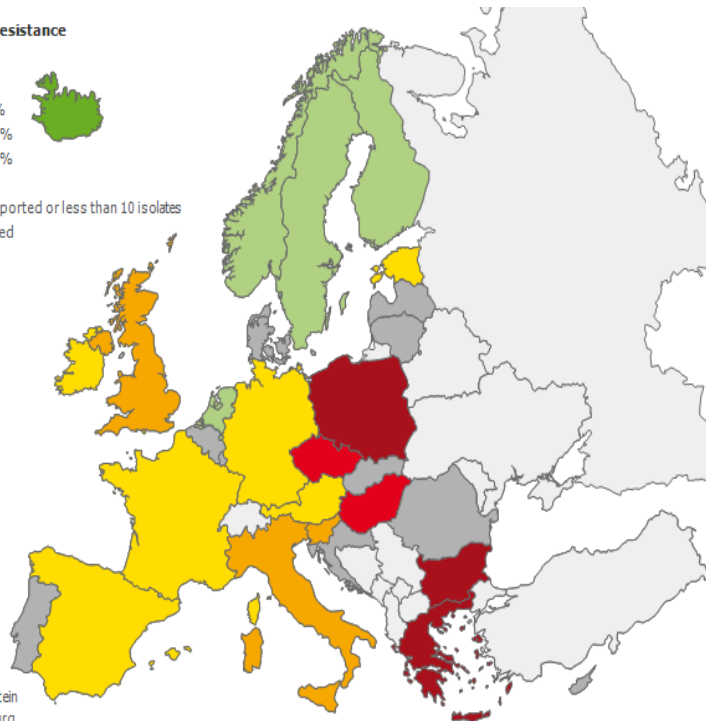 esistance
%
%
%
ported or less than 10 isolates
ed
tein
urg